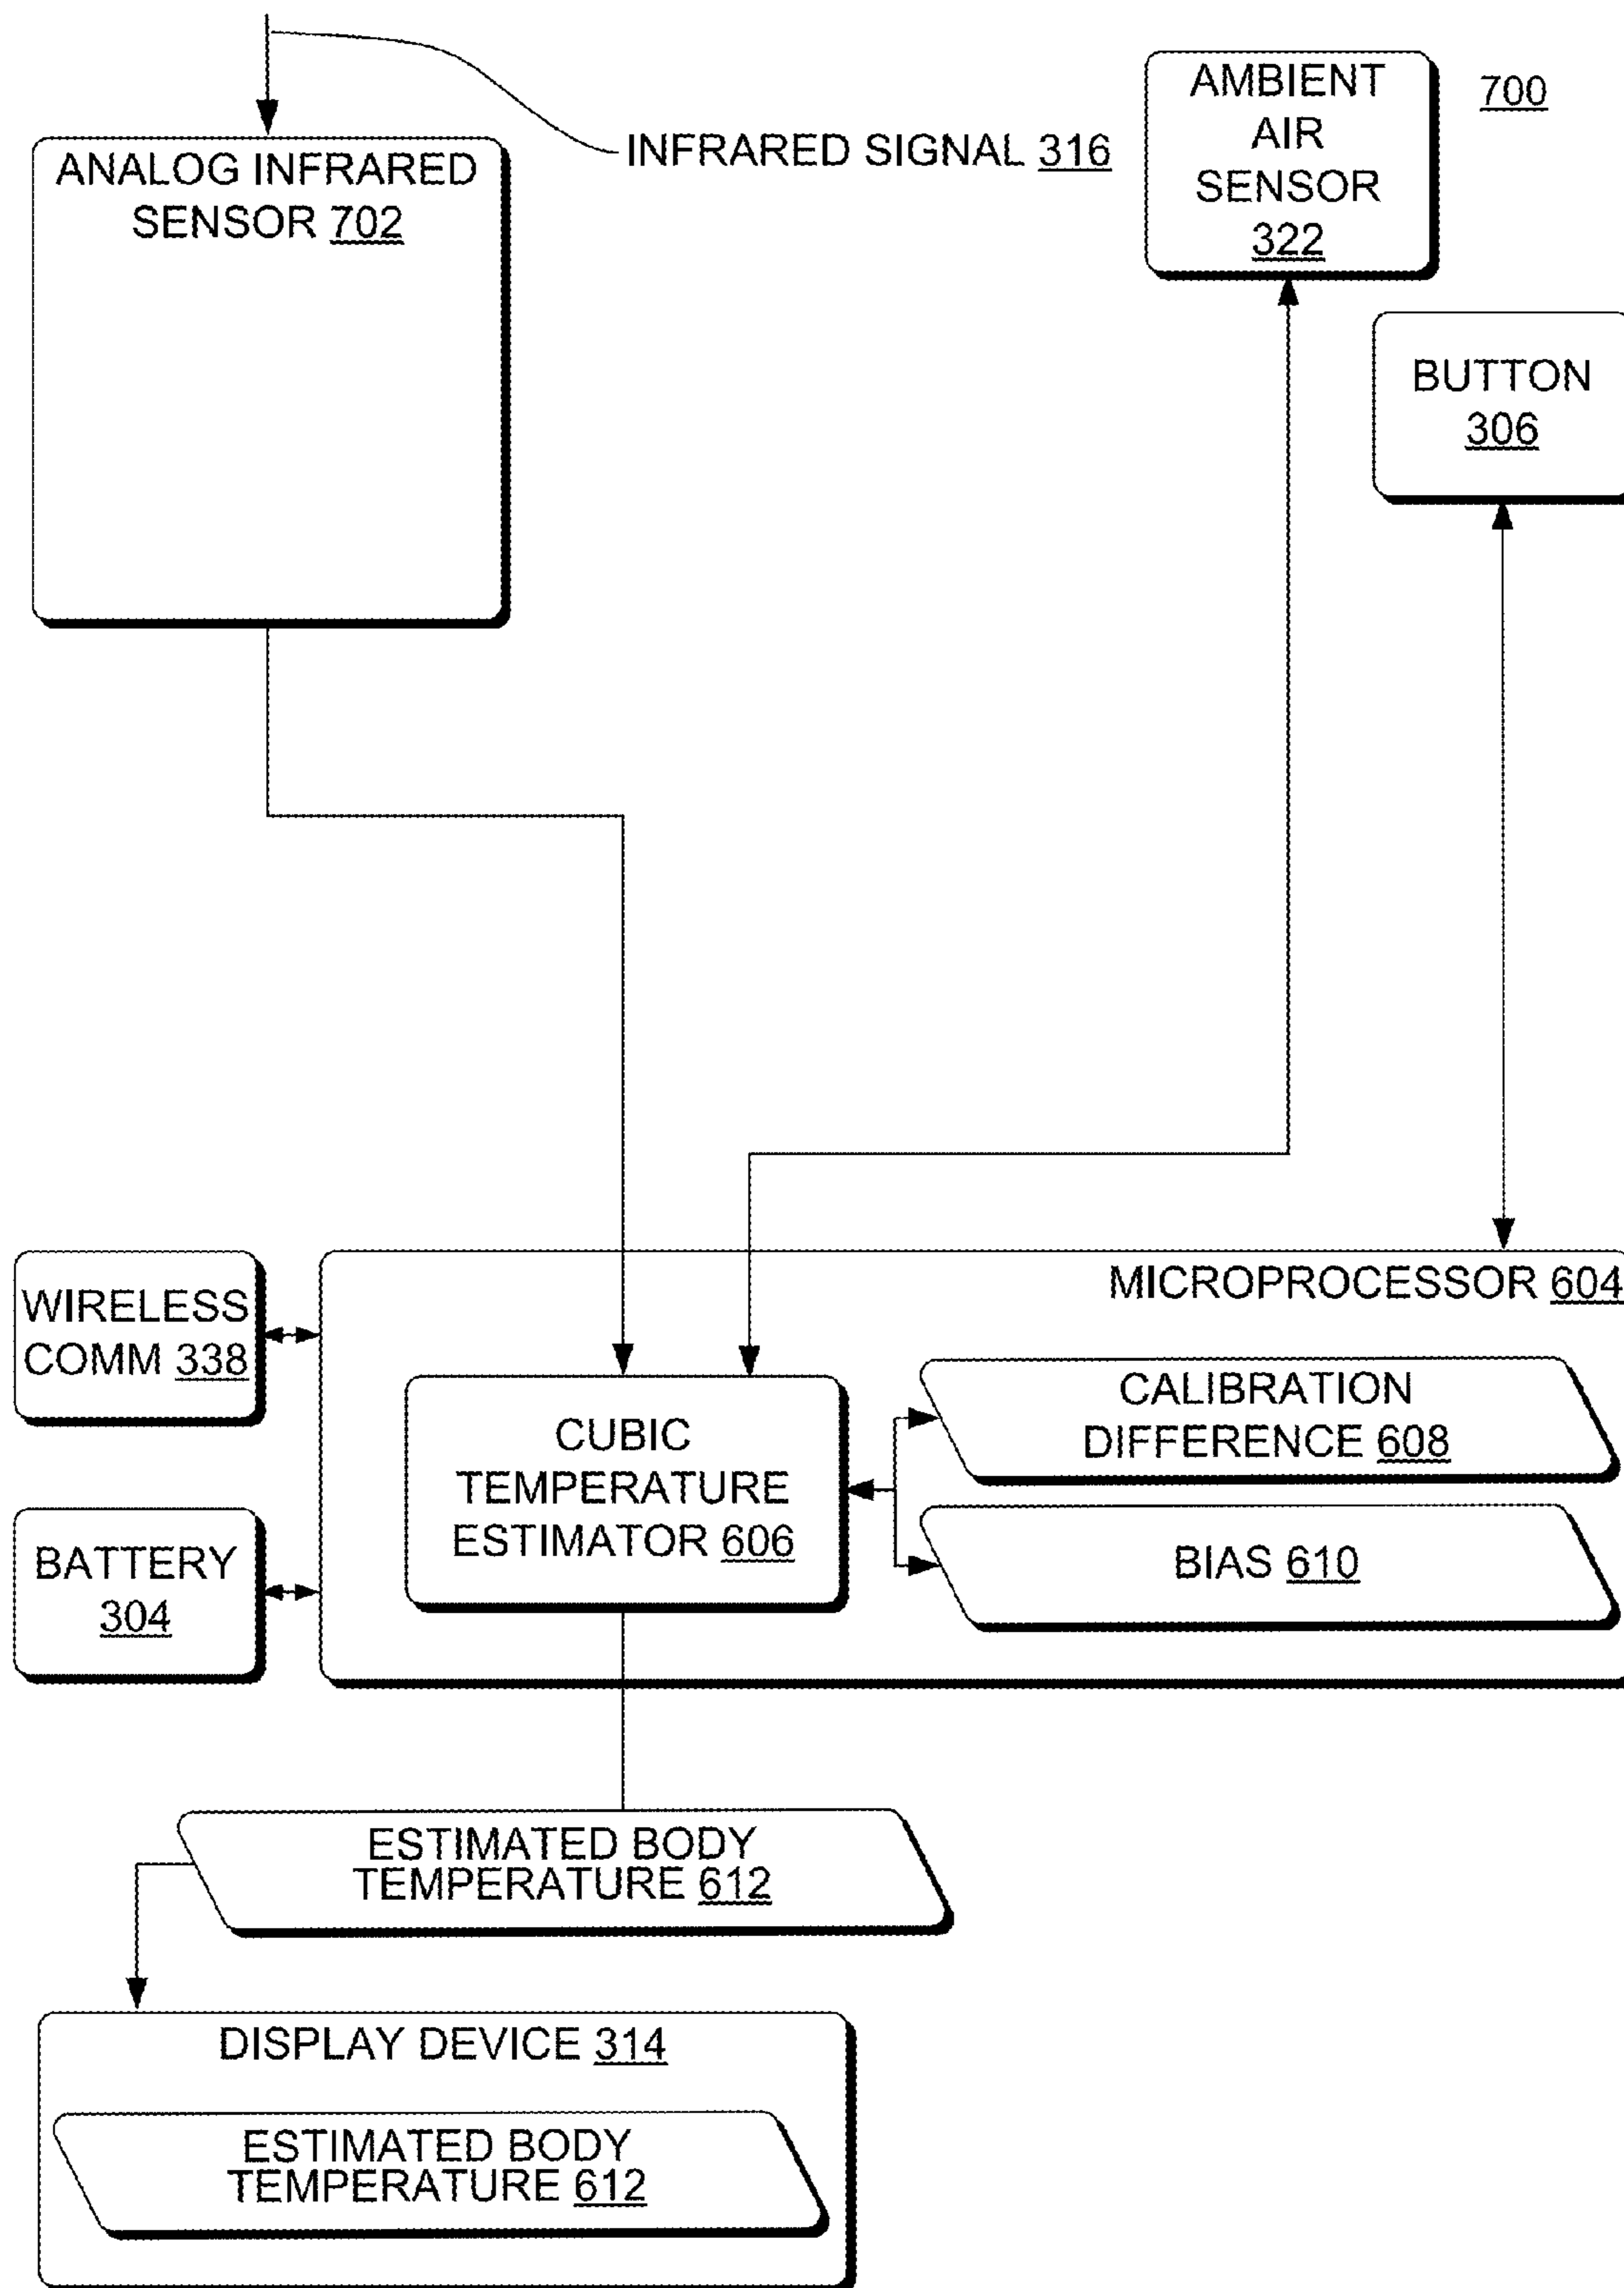 ANALOG INFRARED
SENSOR 702
INFRARED SIGNAL 316
AMBIENT
AIR
SENSOR
322
700
BUTTON
306
WIRELESS
COMM 338
BATTERY
304
MICROPROCESSOR 604
CUBIC
TEMPERATURE
ESTIMATOR 606
CALIBRATION
DIFFERENCE 608
BIAS 610
ESTIMATED BODY
TEMPERATURE 612
DISPLAY DEVICE 314
ESTIMATED BODY
TEMPERATURE 612